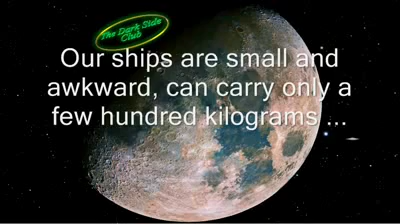 The Dark Side
Club
Our ships are small and
awkward, can carry only a
few hundred kilograms ...